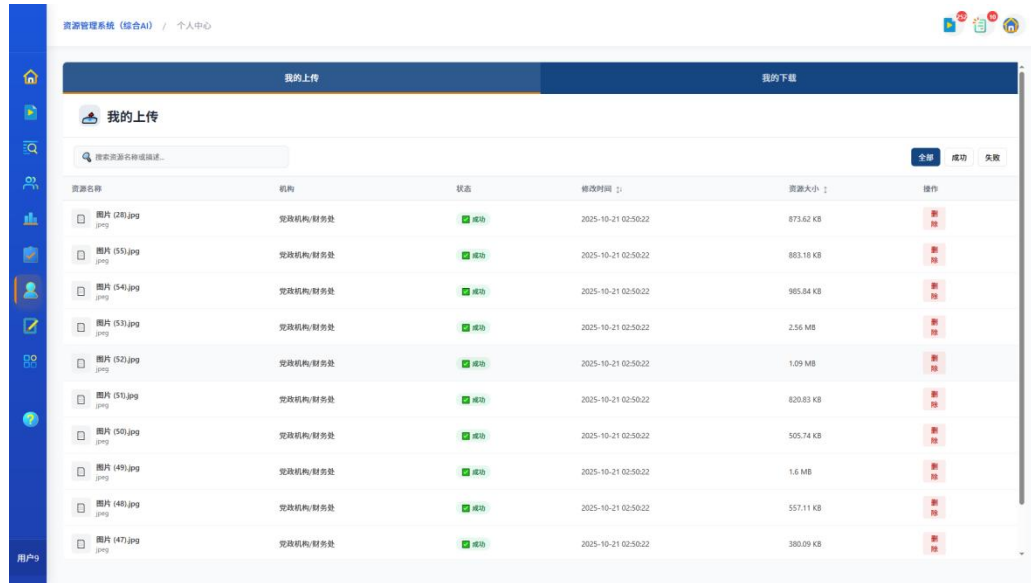 资源管理系统（综合AI） / 个人中心
252 96
我的上传 我的下载
我的上传
搜索资源名称或描述...
全部 成功 失败
资源名称 机构 状态 修改时间 资源大小 操作
图片 (28).jpg
jpeg
党政机构/财务处 成功 2025-10-21 02:50:22 873.62 KB 删除
图片 (55).jpg
jpeg
党政机构/财务处 成功 2025-10-21 02:50:22 883.18 KB 删除
图片 (54).jpg
jpeg
党政机构/财务处 成功 2025-10-21 02:50:22 985.84 KB 删除
图片 (53).jpg
jpeg
党政机构/财务处 成功 2025-10-21 02:50:22 2.56 MB 删除
图片 (52).jpg
jpeg
党政机构/财务处 成功 2025-10-21 02:50:22 1.09 MB 删除
图片 (51).jpg
jpeg
党政机构/财务处 成功 2025-10-21 02:50:22 820.83 KB 删除
图片 (50).jpg
jpeg
党政机构/财务处 成功 2025-10-21 02:50:22 505.74 KB 删除
图片 (49).jpg
jpeg
党政机构/财务处 成功 2025-10-21 02:50:22 1.6 MB 删除
图片 (48).jpg
jpeg
党政机构/财务处 成功 2025-10-21 02:50:22 557.11 KB 删除
图片 (47).jpg
jpeg
党政机构/财务处 成功 2025-10-21 02:50:22 380.09 KB 删除
用户9